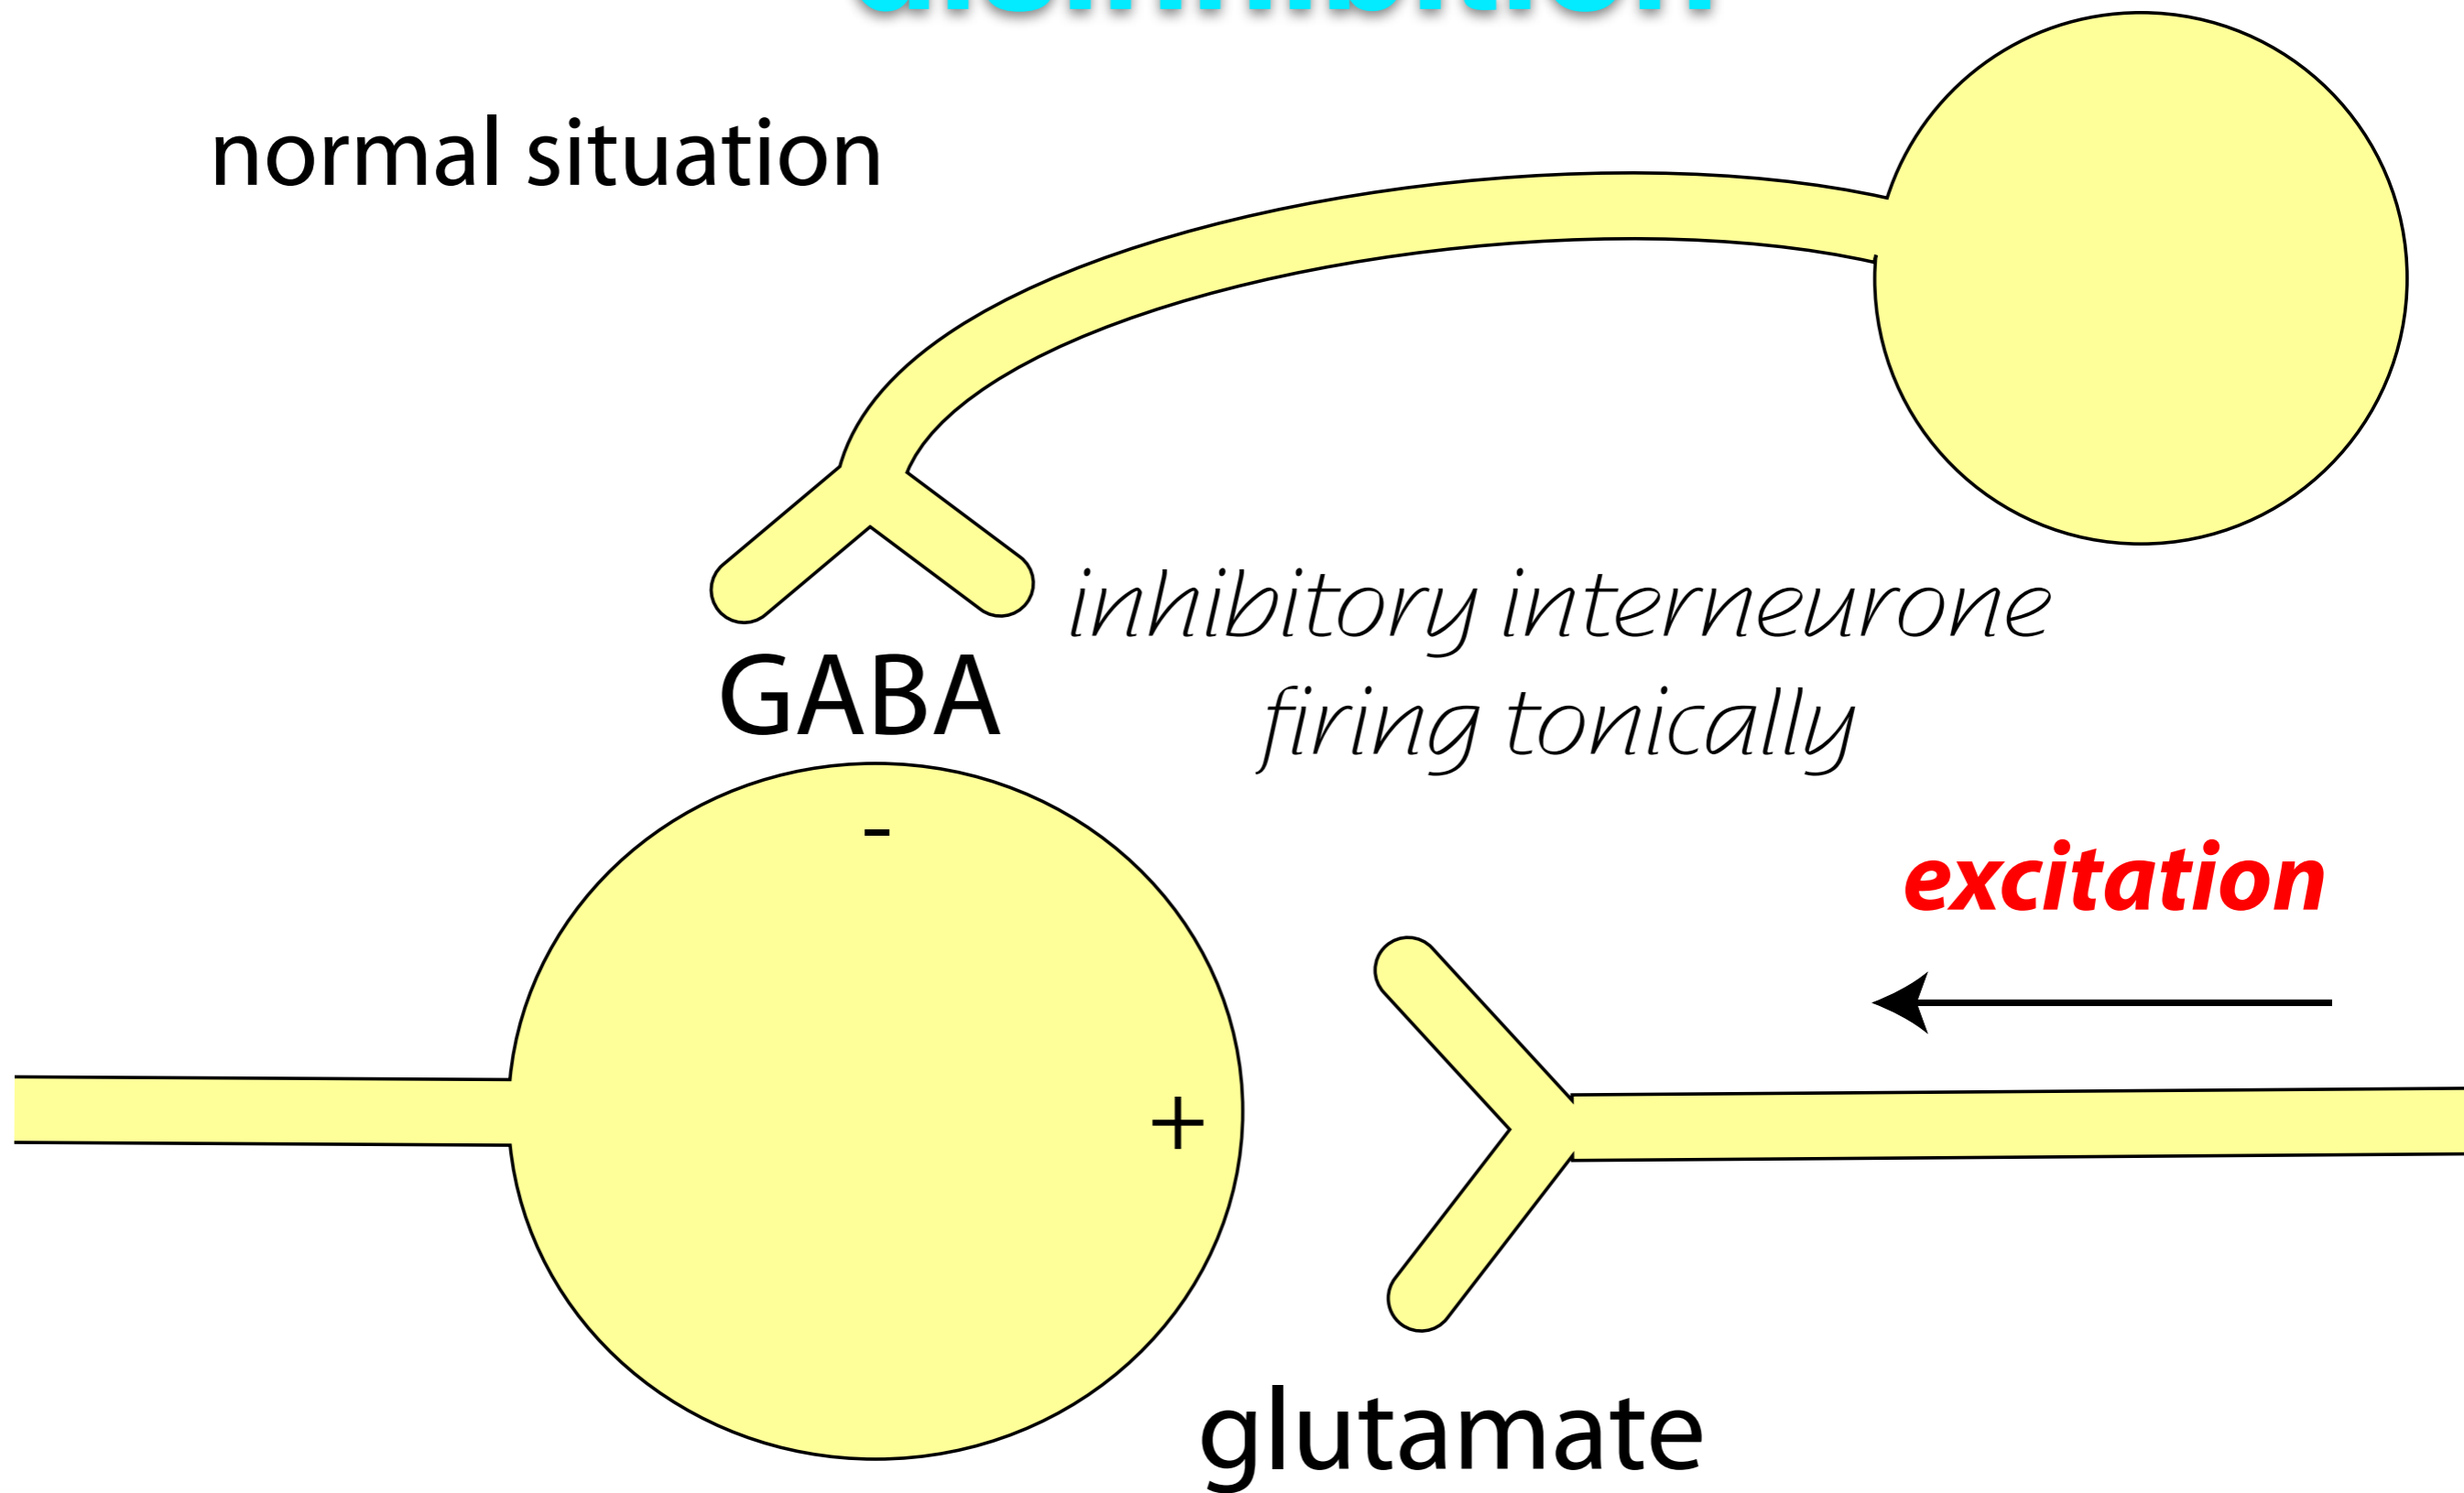 normal situation
inhibitory interneurone
firing tonically
GABA
-
excitation
+
glutamate